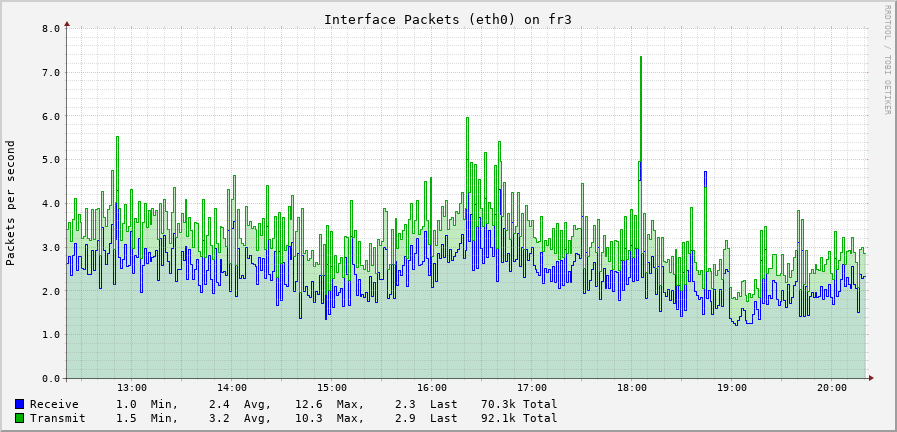 Interface Packets (eth0) on fr3
RRDTOOL / TOBI OETIKER
Packets per second
8.0
7.0
6.0
5.0
4.0
3.0
2.0
1.0
0.0
13:00 14:00 15:00 16:00 17:00 18:00 19:00 20:00
Receive 1.0 Min, 2.4 Avg, 12.6 Max, 2.3 Last 70.3k Total
Transmit 1.5 Min, 3.2 Avg, 10.3 Max, 2.9 Last 92.1k Total